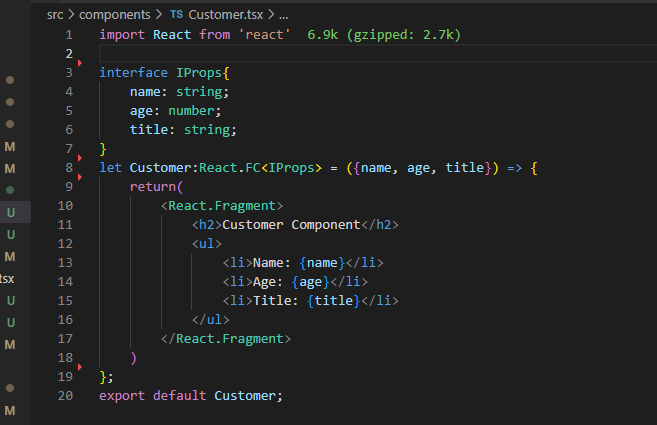 src > components > TS Customer.tsx > ...
1 import React from 'react' 6.9k (gzipped: 2.7k)
2
3 interface IProps{
4 name: string;
5 age: number;
6 title: string;
7 }
8 let Customer:React.FC<IProps> = ({name, age, title}) => {
9 return(
10 <React.Fragment>
11 <h2>Customer Component</h2>
12 <ul>
13 <li>Name: {name}</li>
14 <li>Age: {age}</li>
15 <li>Title: {title}</li>
16 </ul>
17 </React.Fragment>
18 )
19 };
20 export default Customer;
M
M
U
U
M
tsx
U
U
M
M